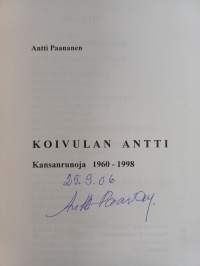 Antti Paananen
KOIVULAN ANTTI
Kansanrunoja 1960 - 1998
25.9.06